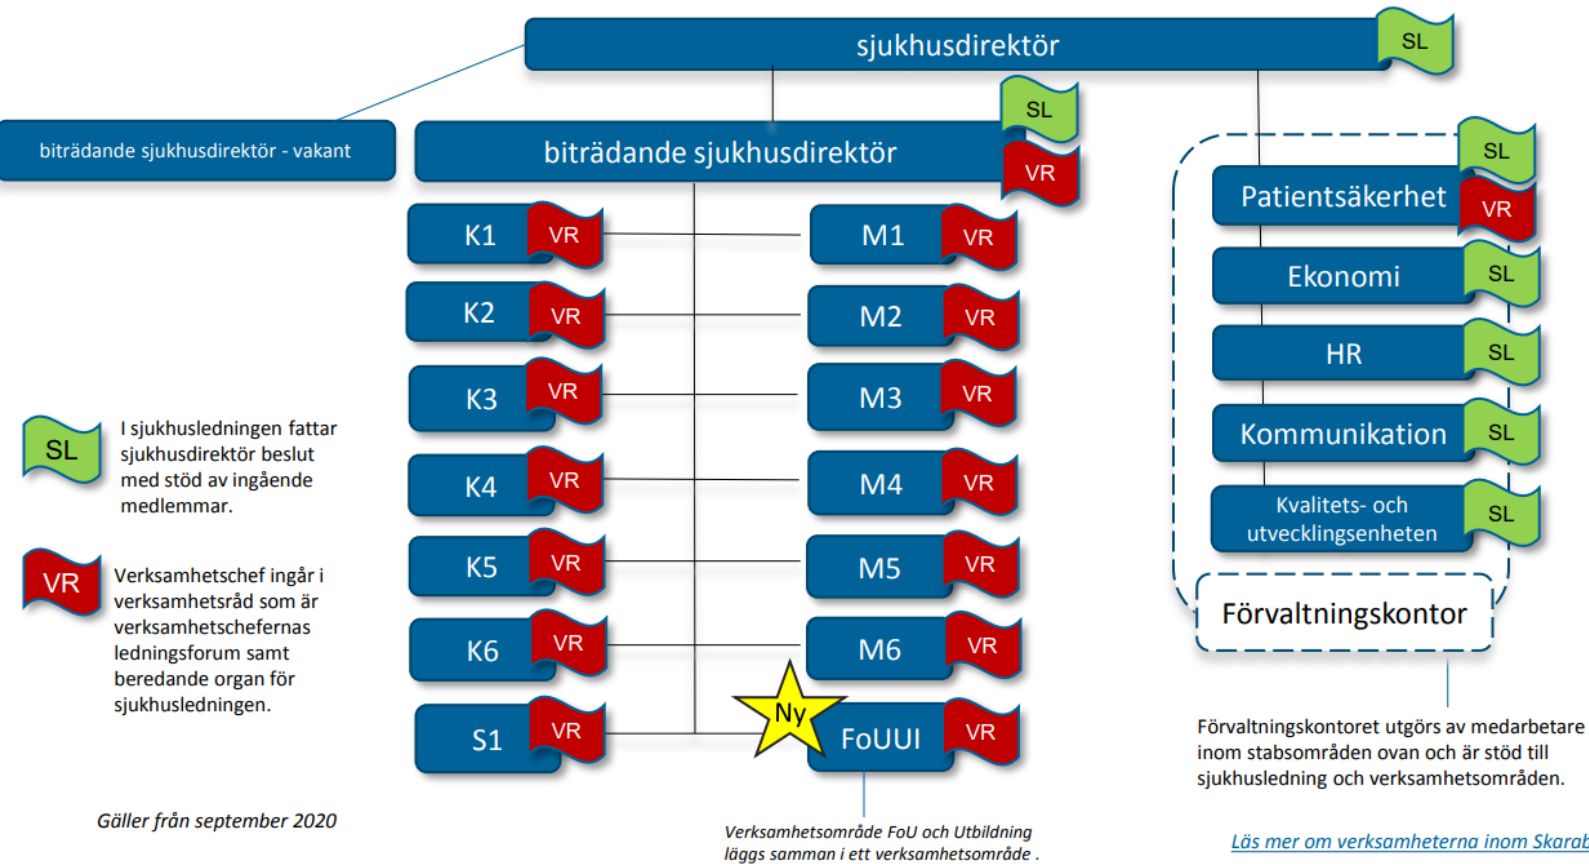 sjukhusdirektör
SL
biträdande sjukhusdirektör - vakant
biträdande sjukhusdirektör
SL
VR
K1
VR
M1
VR
K2
VR
M2
VR
K3
VR
M3
VR
K4
VR
M4
VR
K5
VR
M5
VR
K6
VR
M6
VR
S1
VR
Ny
FoUUI
VR
Verksamhetsområde FoU och Utbildning
läggs samman i ett verksamhetsområde .
Patientsäkerhet
SL
VR
Ekonomi
SL
HR
SL
Kommunikation
SL
Kvalitets- och
utvecklingsenheten
SL
Förvaltningskontor
Förvaltningskontoret utgörs av medarbetare
inom stabsområden ovan och är stöd till
sjukhusledning och verksamhetsområden.
SL
I sjukhusledningen fattar
sjukhusdirektör beslut
med stöd av ingående
medlemmar.
VR
Verksamhetschef ingår i
verksamhetsråd som är
verksamhetschefernas
ledningsforum samt
beredande organ för
sjukhusledningen.
Gäller från september 2020
Läs mer om verksamheterna inom Skarab